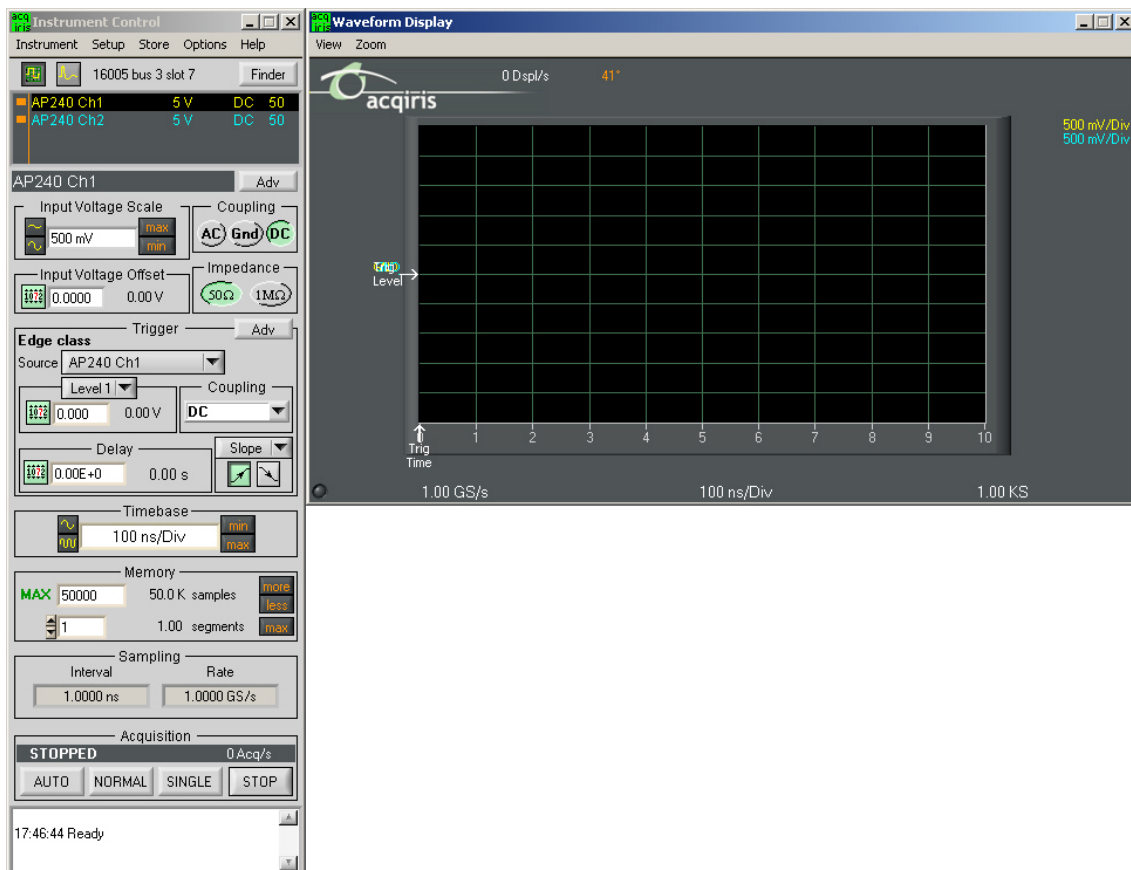 acq iris Instrument Control
Instrument Setup Store Options Help
16005 bus 3 slot 7 Finder
AP240 Ch1 5 V DC 50
AP240 Ch2 5 V DC 50
AP240 Ch1 Adv
Input Voltage Scale Coupling
500 mV max min AC Gnd DC
Input Voltage Offset Impedance
0.0000 0.00 V 50Ω 1MΩ
Trigger Adv
Edge class
Source AP240 Ch1
Level 1 Coupling
0.000 0.00 V DC
Delay Slope
0.00E+0 0.00 s
Timebase
100 ns/Div min max
Memory
MAX 50000 50.0 K samples more less
1 1.00 segments max
Sampling
Interval Rate
1.0000 ns 1.0000 GS/s
Acquisition
STOPPED 0 Acq/s
AUTO NORMAL SINGLE STOP
17:46:44 Ready
acq iris Waveform Display
View Zoom
0 Dspl/s 41°
acqiris
500 mV/Div
500 mV/Div
Level
0 1 2 3 4 5 6 7 8 9 10
Trig
Time
1.00 GS/s 100 ns/Div 1.00 KS